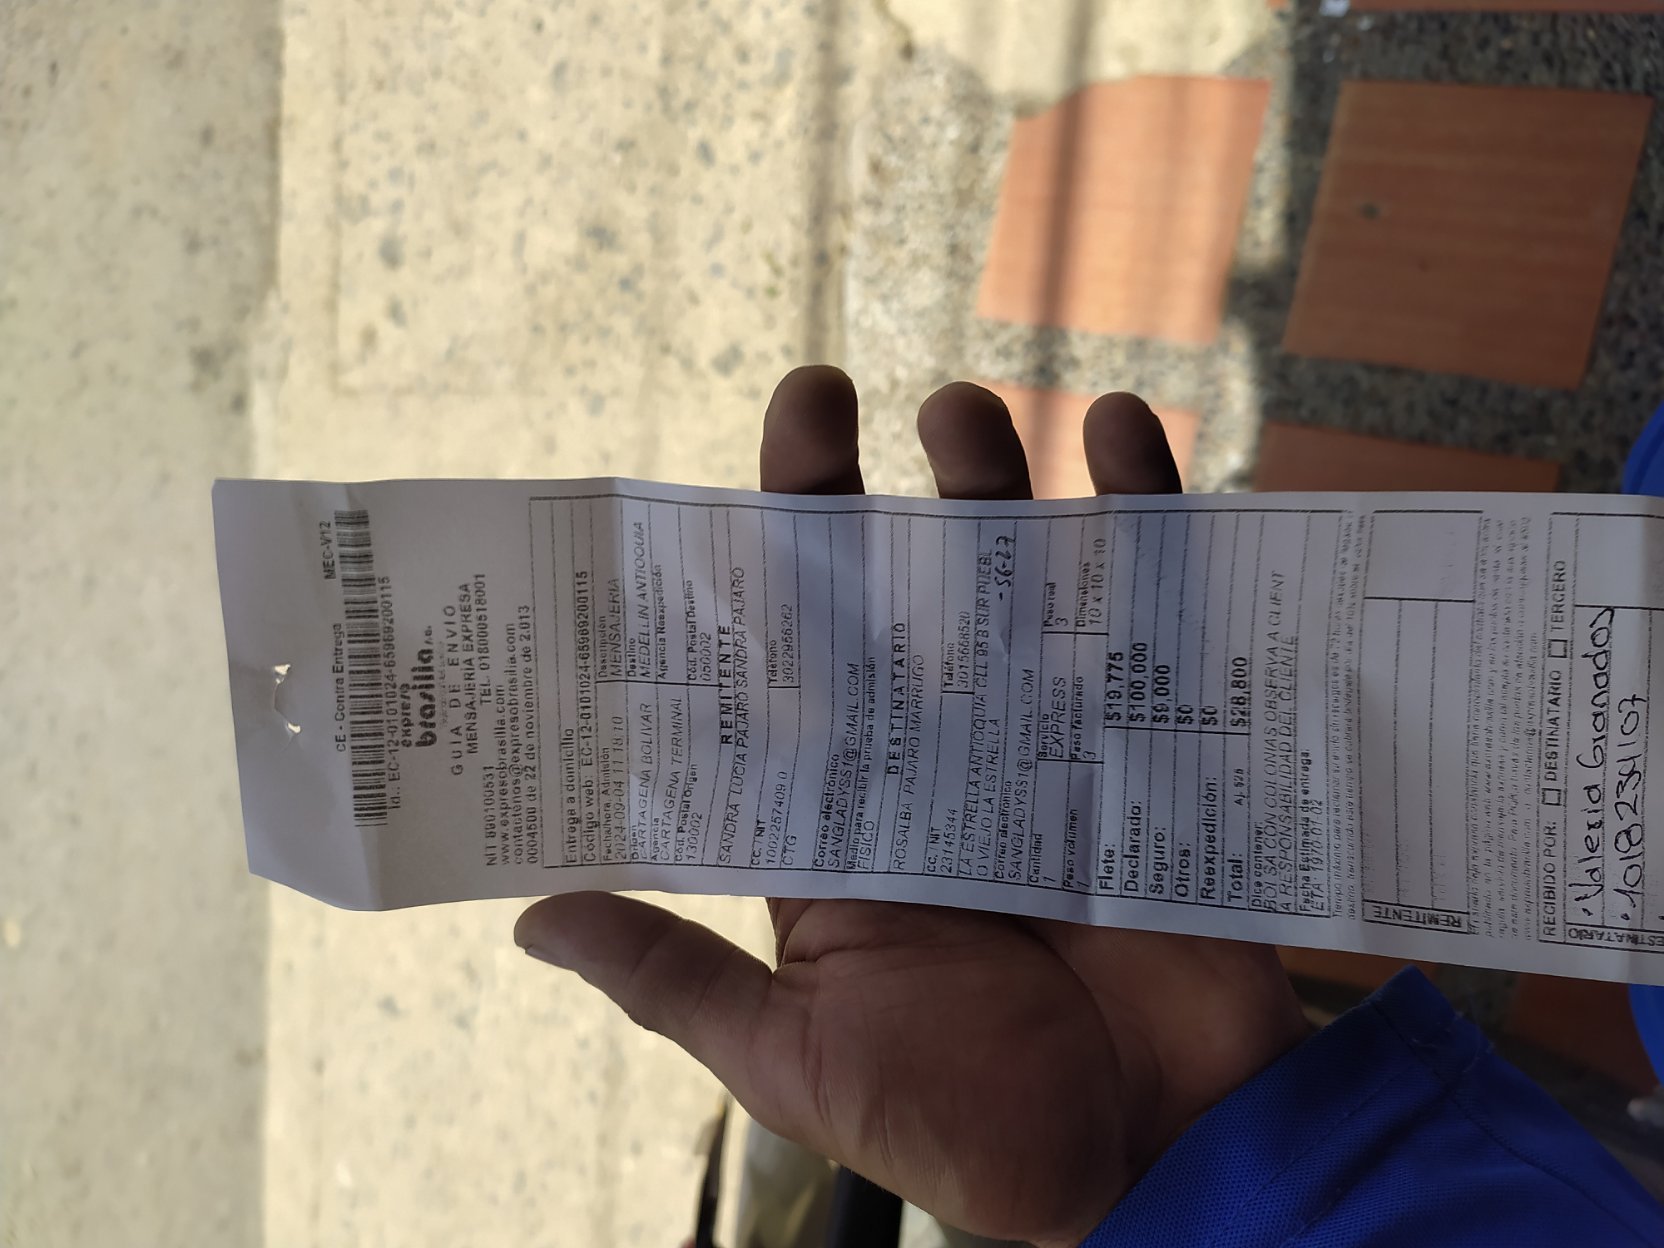 CE - Contra Entrega MEC-V12
Id.: EC-12-0101024-65969200115
expreso
brasilia s.a.
GUIA DE ENVIO
MENSAJERIA EXPRESA
NIT 890100531 TEL. 018000518001
www.expresobrasilia.com
contactenos@expresobrasilia.com
0004500 de 22 de noviembre de 2.013
Entrega a domicilio
Código web: EC-12-0101024-65969200115
Fecha/hora. Admisión Descripción
2024-09-04 11:18:10 MENSAJERIA
Origen Destino
CARTAGENA BOLIVAR MEDELLIN ANTIOQUIA
Agencia Agencia Reexpedición
CARTAGENA TERMINAL
Cód. Postal Origen Cód. Postal Destino
130002 050002
REMITENTE
SANDRA LUCIA PAJARO SANDRA PAJARO
CC. NIT Teléfono
1002257409 0 3022956262
CTG
Correo electrónico
SANGLADYSS1@GMAIL.COM
Medio para recibir la prueba de admisión
FISICO
DESTINATARIO
ROSALBA PAJARO MARRUGO
CC. NIT Teléfono
23145344 3015668520
LA ESTRELLA ANTIOQUIA CLL 95 B SUR PUEBL
O VIEJO LA ESTRELLA - 56-27
Correo electrónico
SANGLADYSS1@GMAIL.COM
Cantidad Servicio Peso real
1 EXPRESS 3
Peso volumen Peso facturado Dimensiones
1 3 10 x 10 x 10
Flete: $19,775
Declarado: $100,000
Seguro: $9,000
Otros: $0
Reexpedición: $0
Total: $28,800
Dice contener:
BOLSA CON COLONIAS OBSERVA CLIENT
A RESPONSABILIDAD DEL CLIENTE
Fecha Estimada de entrega:
ETA 1970-01-02
REMITENTE
RECIBIDO POR: DESTINATARIO TERCERO
Valeria Granados